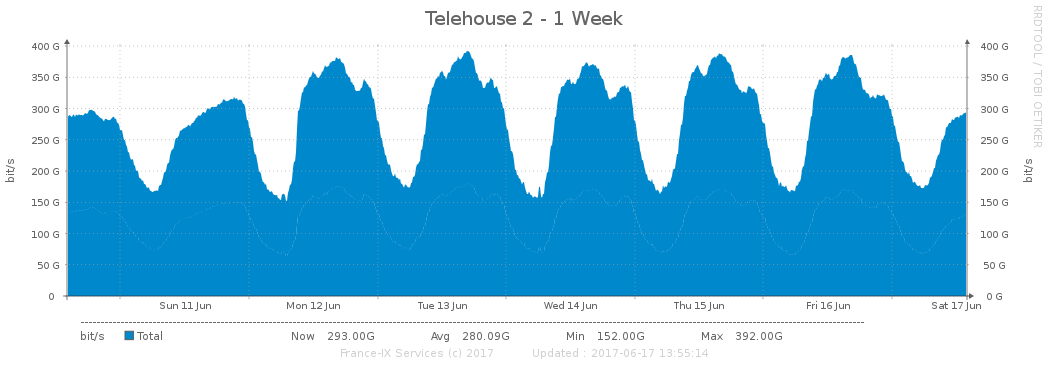 Telehouse 2 - 1 Week
RRDTOOL / TOBI OETIKER
400 G 400 G
350 G 350 G
300 G 300 G
250 G 250 G
200 G 200 G
150 G 150 G
100 G 100 G
50 G 50 G
0 0 G
bit/s bit/s
Sun 11 Jun Mon 12 Jun Tue 13 Jun Wed 14 Jun Thu 15 Jun Fri 16 Jun Sat 17 Jun
bit/s Total Now 293.00G Avg 280.09G Min 152.00G Max 392.00G
France-IX Services (c) 2017 Updated : 2017-06-17 13:55:14